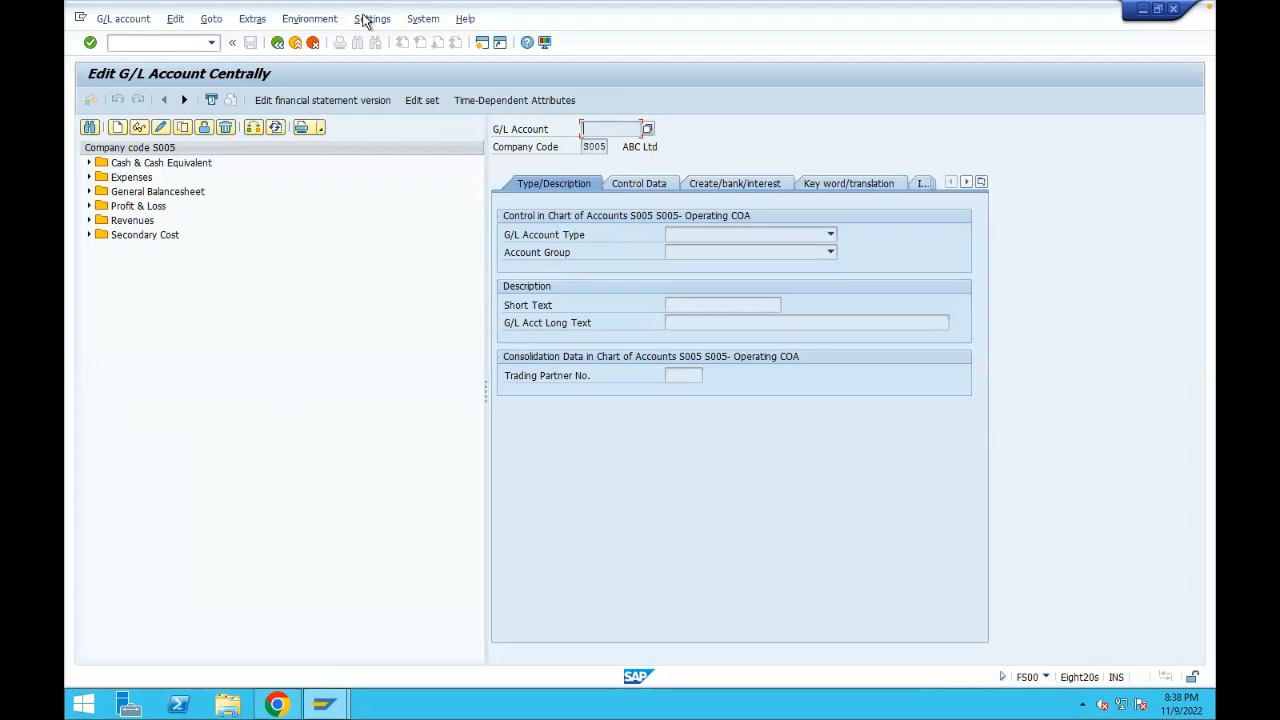 G/L account Edit Goto Extras Environment Settings System Help
Edit G/L Account Centrally
Edit financial statement version Edit set Time-Dependent Attributes
Company code S005
Cash & Cash Equivalent
Expenses
General Balancesheet
Profit & Loss
Revenues
Secondary Cost
G/L Account
Company Code S005 ABC Ltd
Type/Description Control Data Create/bank/interest Key word/translation I...
Control in Chart of Accounts S005 S005- Operating COA
G/L Account Type
Account Group
Description
Short Text
G/L Acct Long Text
Consolidation Data in Chart of Accounts S005 S005- Operating COA
Trading Partner No.
SAP
FS00 Eight20s INS
8:38 PM
11/9/2022